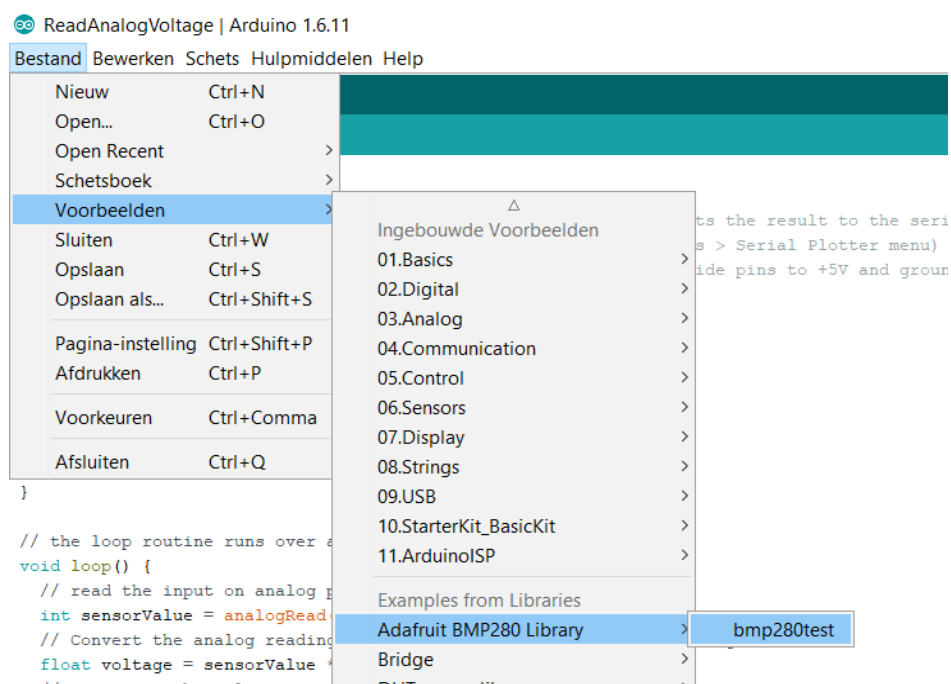 ReadAnalogVoltage | Arduino 1.6.11
Bestand Bewerken Schets Hulpmiddelen Help
Nieuw Ctrl+N
Open... Ctrl+O
Open Recent
Schetsboek
Voorbeelden
Sluiten Ctrl+W
Opslaan Ctrl+S
Opslaan als... Ctrl+Shift+S
Pagina-instelling Ctrl+Shift+P
Afdrukken Ctrl+P
Voorkeuren Ctrl+Comma
Afsluiten Ctrl+Q
Ingebouwde Voorbeelden
01.Basics
02.Digital
03.Analog
04.Communication
05.Control
06.Sensors
07.Display
08.Strings
09.USB
10.StarterKit_BasicKit
11.ArduinoISP
Examples from Libraries
Adafruit BMP280 Library
Bridge
bmp280test
ts the result to the seri
s > Serial Plotter menu)
ide pins to +5V and groun
}
// the loop routine runs over a
void loop() {
// read the input on analog p
int sensorValue = analogRead(
// Convert the analog reading
float voltage = sensorValue *